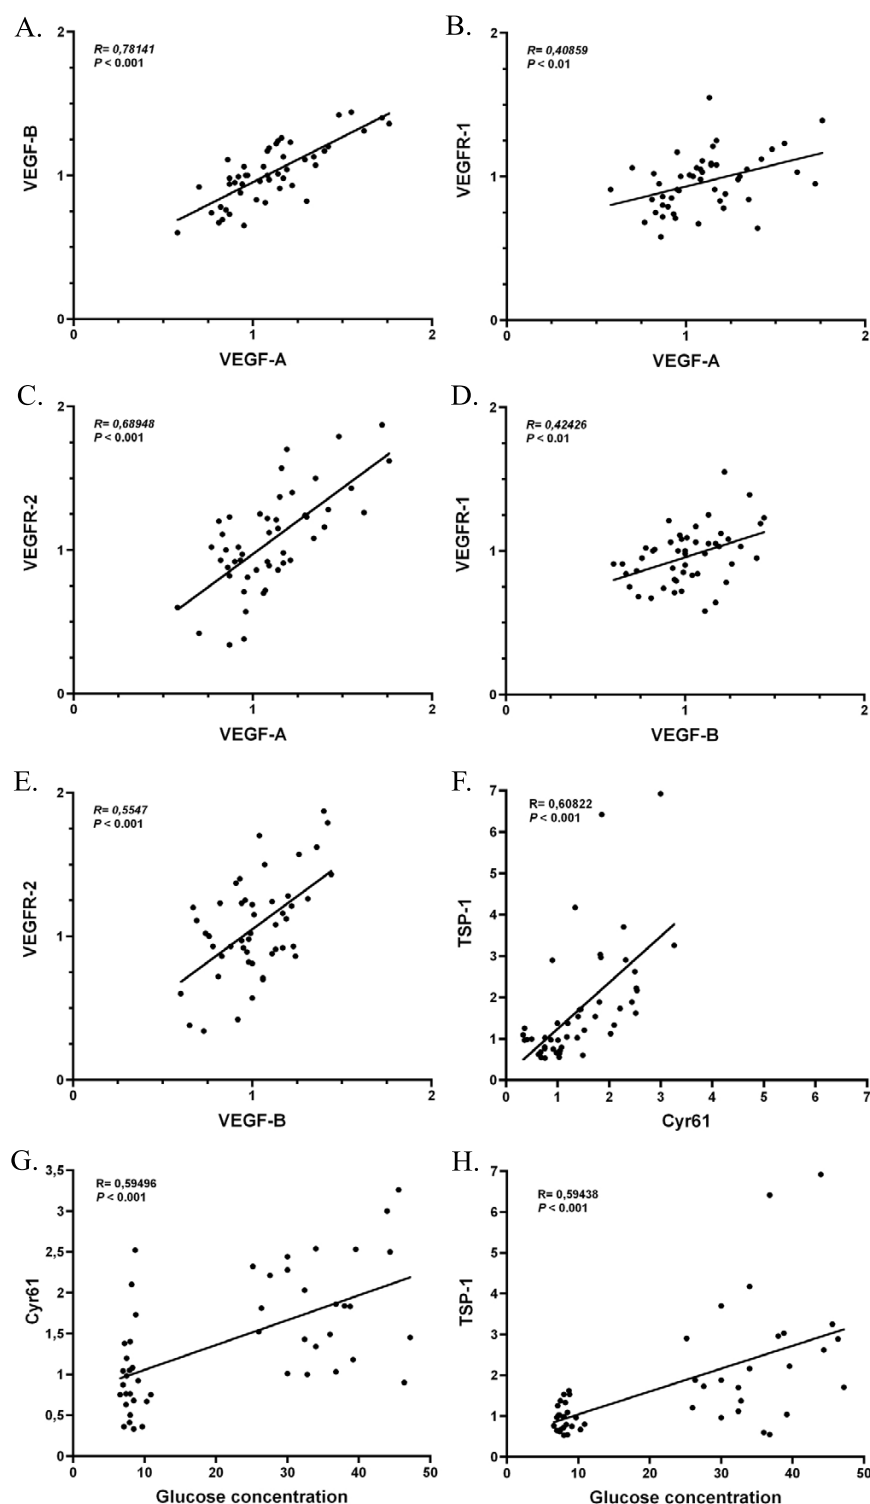 A.
R= 0,78141
P < 0.001
2
1
0
0
1
2
VEGF-B
VEGF-A
B.
R= 0,40859
P < 0.01
2
1
0
0
1
2
VEGFR-1
VEGF-A
C.
R= 0,68948
P < 0.001
2
1
0
0
1
2
VEGFR-2
VEGF-A
D.
R= 0,42426
P < 0.01
2
1
0
0
1
2
VEGFR-1
VEGF-B
E.
R= 0,5547
P < 0.001
2
1
0
0
1
2
VEGFR-2
VEGF-B
F.
R= 0,60822
P < 0.001
7
6
5
4
3
2
1
0
0
1
2
3
4
5
6
7
TSP-1
Cyr61
G.
R= 0,59496
P < 0.001
3,5
3
2,5
2
1,5
1
0,5
0
0
10
20
30
40
50
Cyr61
Glucose concentration
H.
R= 0,59438
P < 0.001
7
6
5
4
3
2
1
0
0
10
20
30
40
50
TSP-1
Glucose concentration